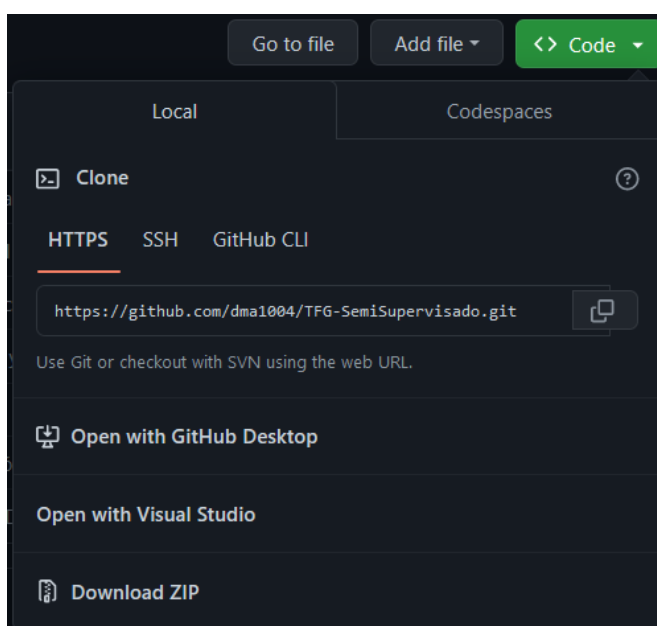 Go to file Add file Code
Local Codespaces
Clone
HTTPS SSH GitHub CLI
https://github.com/dma1004/TFG-SemiSupervisado.git
Use Git or checkout with SVN using the web URL.
Open with GitHub Desktop
Open with Visual Studio
Download ZIP